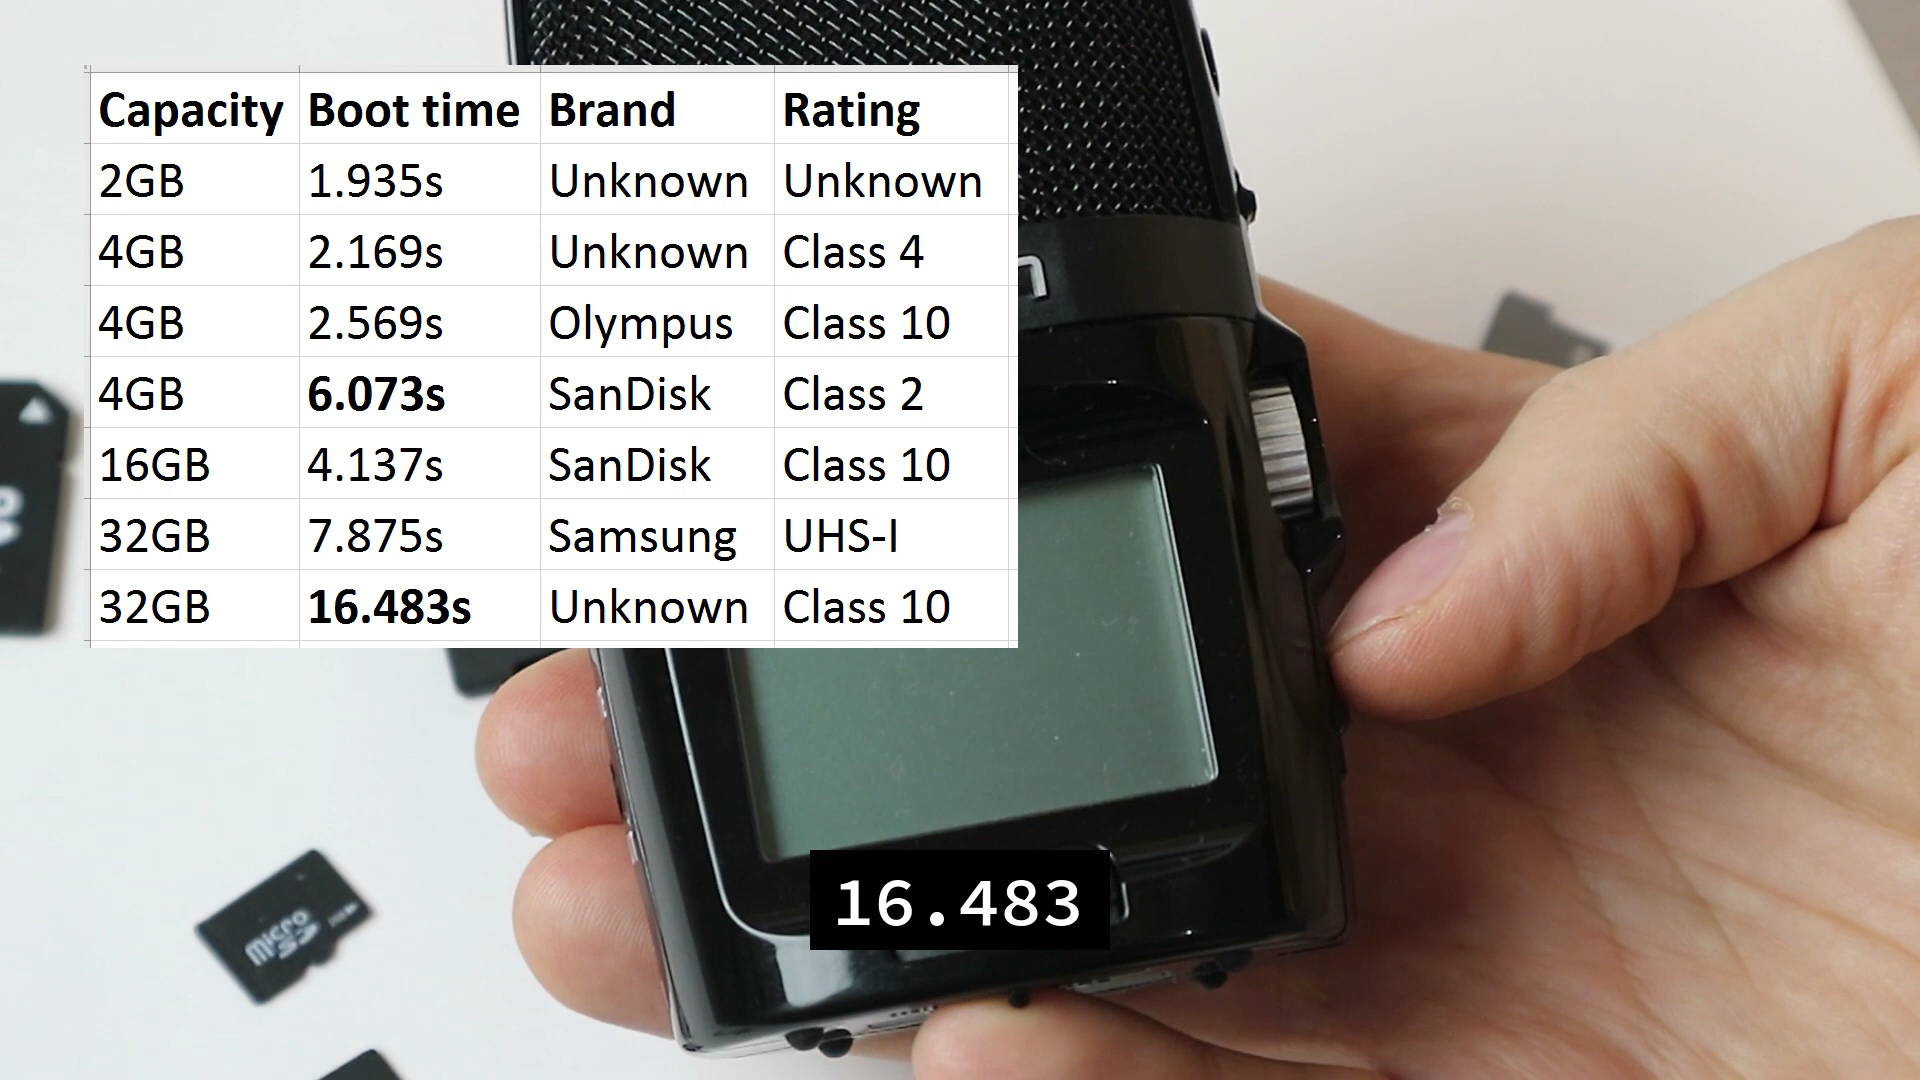 Capacity Boot time Brand Rating
2GB 1.935s Unknown Unknown
4GB 2.169s Unknown Class 4
4GB 2.569s Olympus Class 10
4GB 6.073s SanDisk Class 2
16GB 4.137s SanDisk Class 10
32GB 7.875s Samsung UHS-I
32GB 16.483s Unknown Class 10
16.483
micro
SD